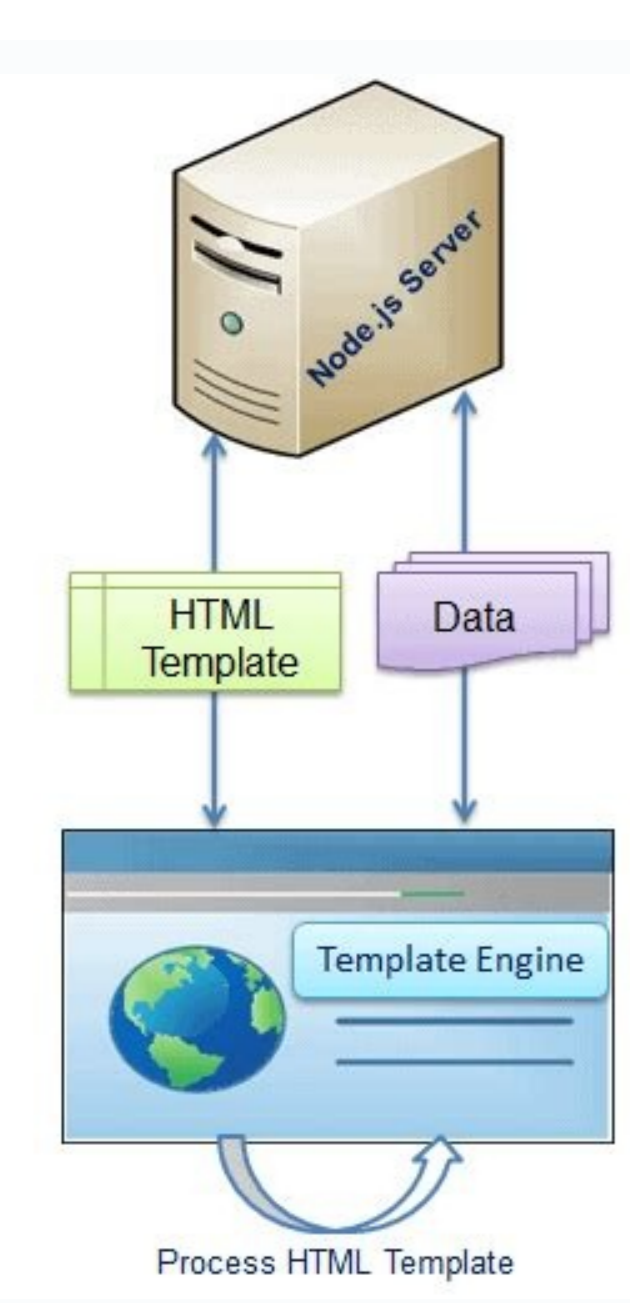 Node.js Server
HTML
Template
Data
Template Engine
Process HTML Template